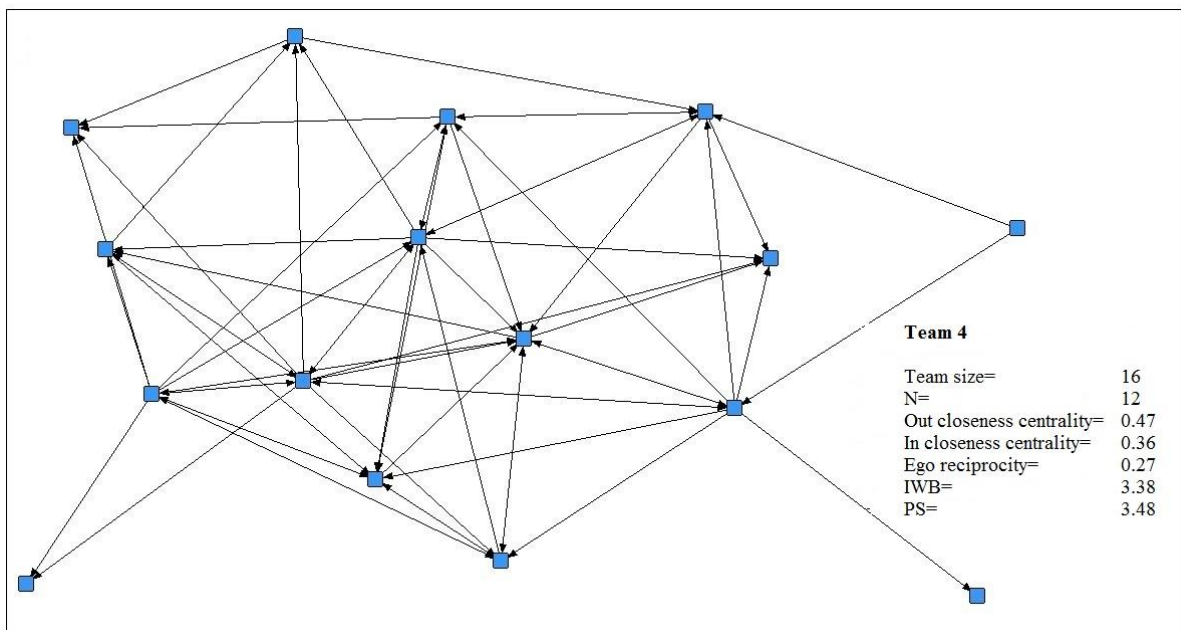 Team 4
Team size= 16
N= 12
Out closeness centrality= 0.47
In closeness centrality= 0.36
Ego reciprocity= 0.27
IWB= 3.38
PS= 3.48